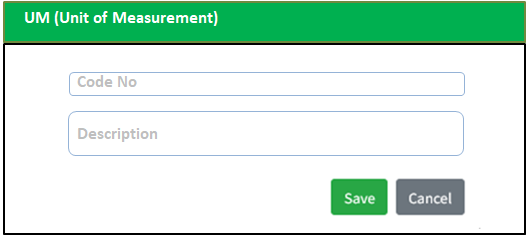 UM (Unit of Measurement)
Code No
Description
Save Cancel